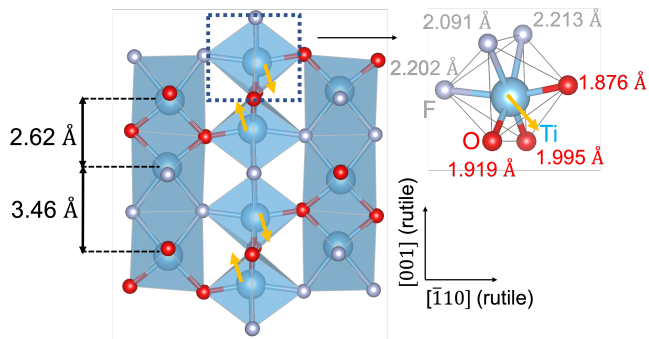 2.62 Å
3.46 Å
2.091 Å
2.213 Å
2.202 Å
1.876 Å
F
Ti
O
1.919 Å
1.995 Å
[001] (rutile)
[1̅10] (rutile)